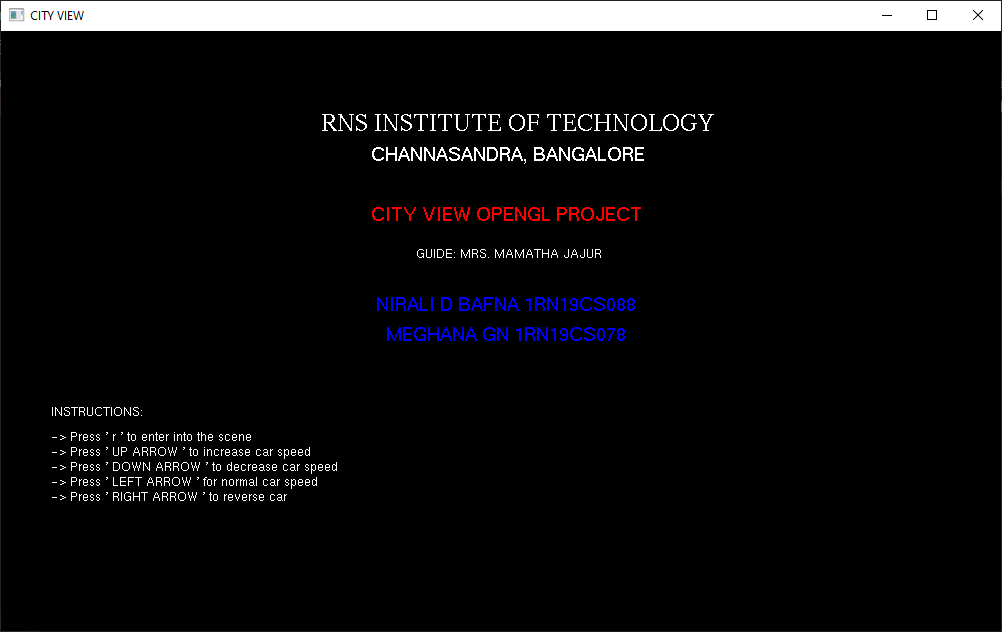 CITY VIEW
RNS INSTITUTE OF TECHNOLOGY
CHANNASANDRA, BANGALORE
CITY VIEW OPENGL PROJECT
GUIDE: MRS. MAMATHA JAJUR
NIRALI D BAFNA 1RN19CS088
MEGHANA GN 1RN19CS078
INSTRUCTIONS:
-> Press ' r ' to enter into the scene
-> Press ' UP ARROW ' to increase car speed
-> Press ' DOWN ARROW ' to decrease car speed
-> Press ' LEFT ARROW ' for normal car speed
-> Press ' RIGHT ARROW ' to reverse car